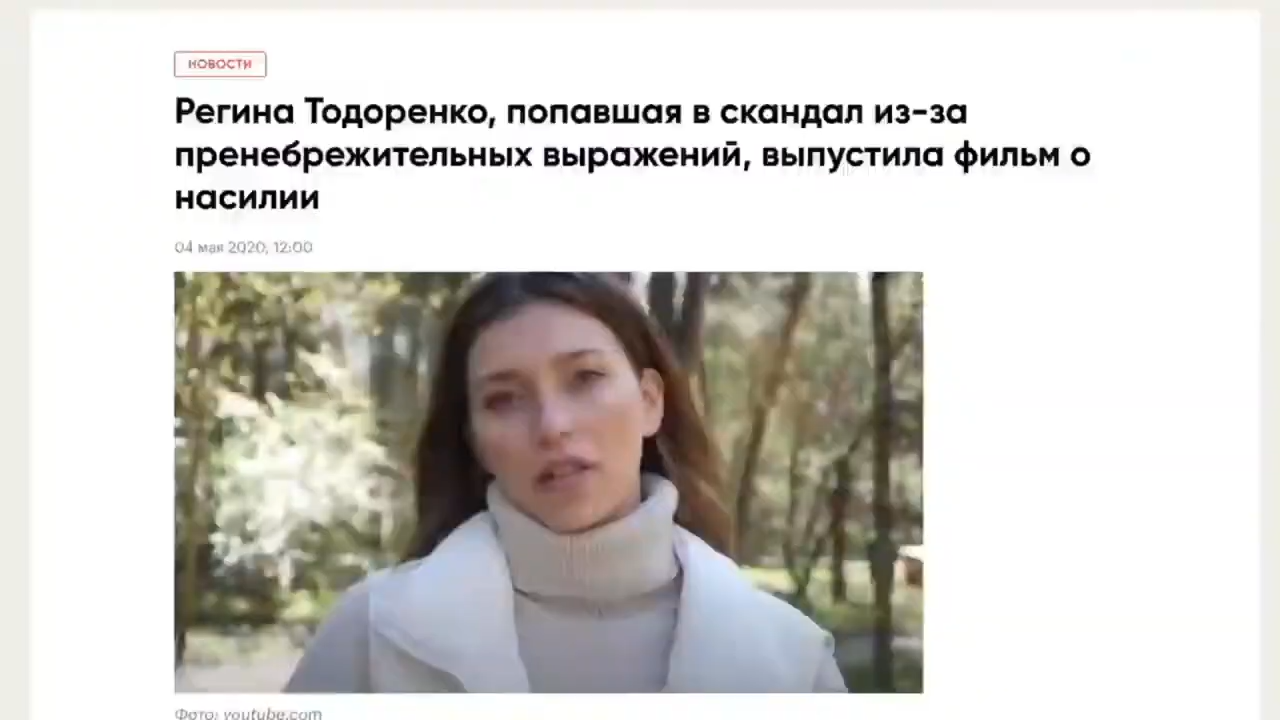 НОВОСТИ
Регина Тодоренко, попавшая в скандал из-за
пренебрежительных выражений, выпустила фильм о
насилии
04 мая 2020, 12:00
Фото: youtube.com